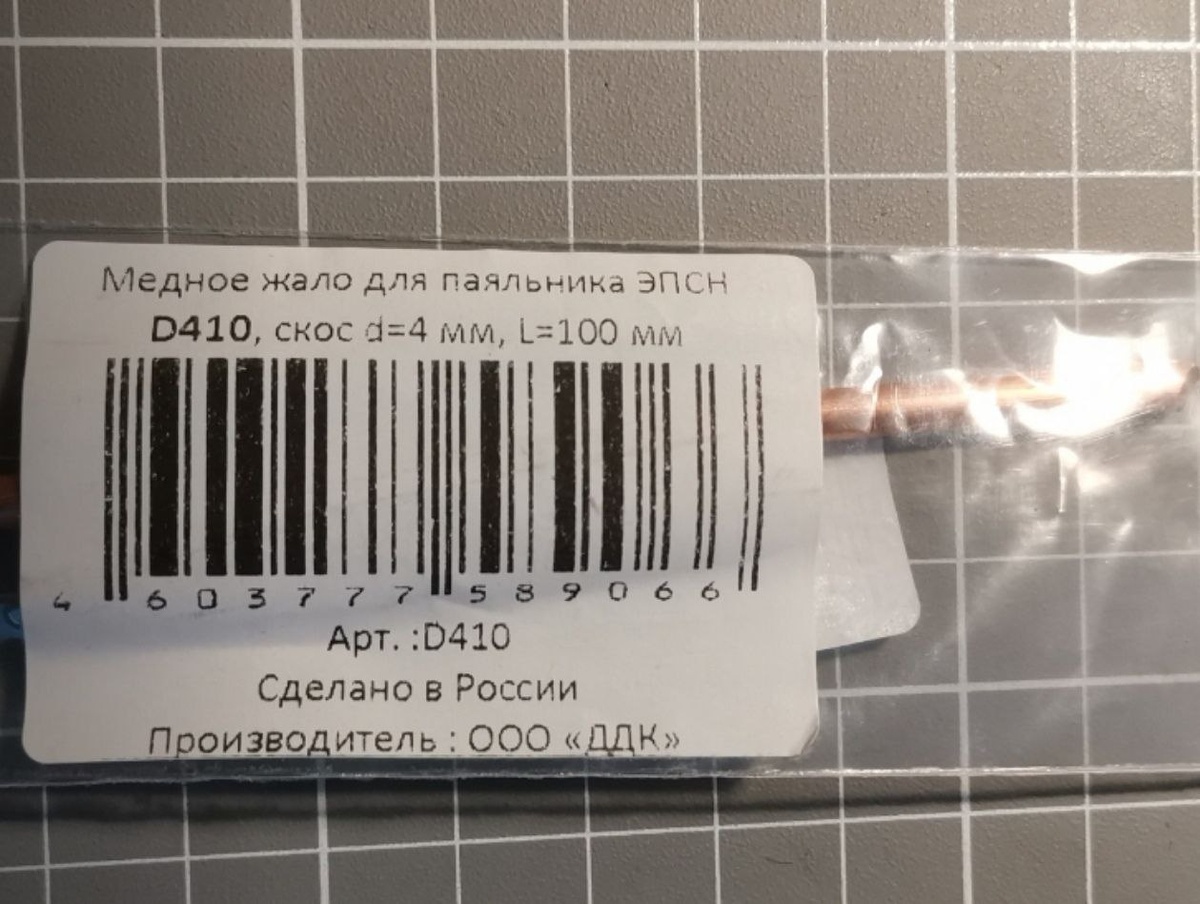 Медное жало для паяльника ЭПСН
D410, скос d=4 мм, L=100 мм
4 603777 589066
Арт. :D410
Сделано в России
Производитель : ООО «ДДК»